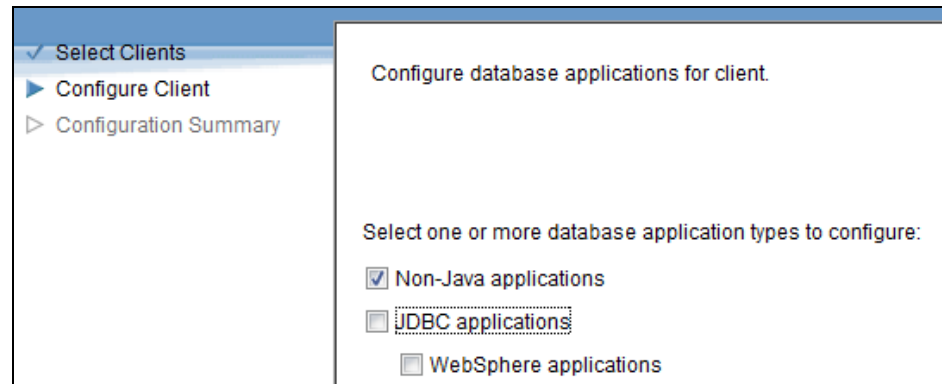 Select Clients
Configure Client
Configuration Summary
Configure database applications for client.
Select one or more database application types to configure:
Non-Java applications
JDBC applications
WebSphere applications